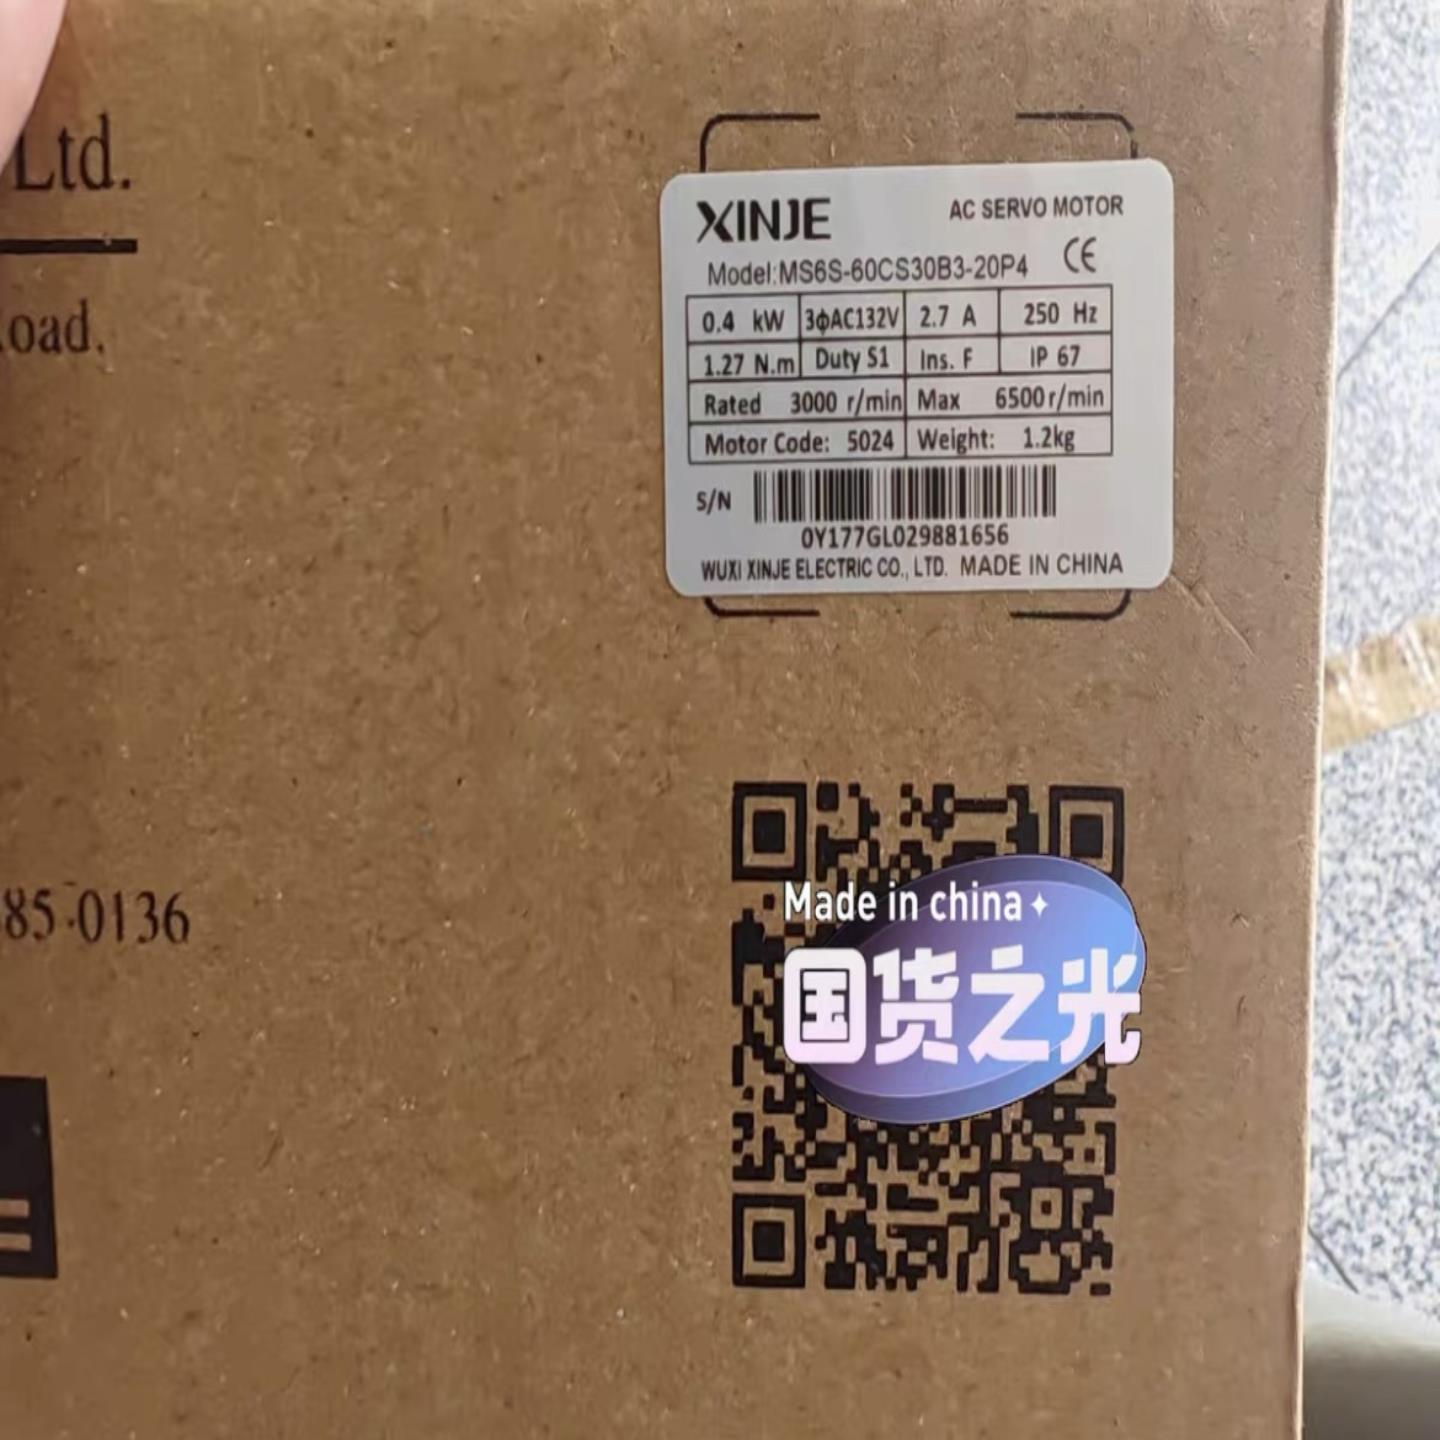 Ltd.
oad.
XINJE AC SERVO MOTOR
Model:MS6S-60CS30B3-20P4 CE
0.4 kW 3ϕAC132V 2.7 A 250 Hz
1.27 N.m Duty S1 Ins. F IP 67
Rated 3000 r/min Max 6500 r/min
Motor Code: 5024 Weight: 1.2kg
S/N
0Y177GL029881656
WUXI XINJE ELECTRIC CO., LTD. MADE IN CHINA
85-0136
Made in china
国货之光